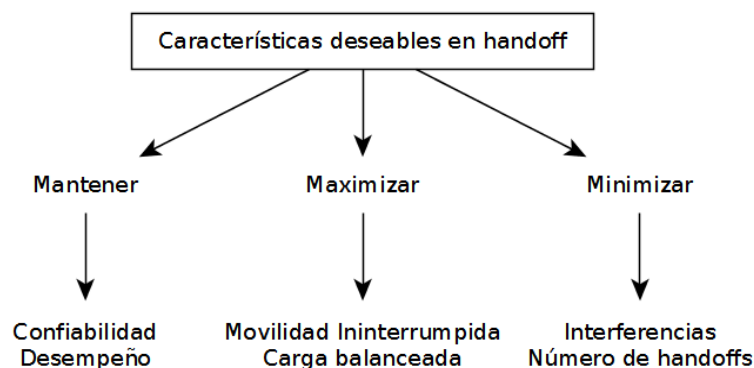 Características deseables en handoff
Mantener
Maximizar
Minimizar
Confiabilidad
Desempeño
Movilidad Ininterrumpida
Carga balanceada
Interferencias
Número de handoffs